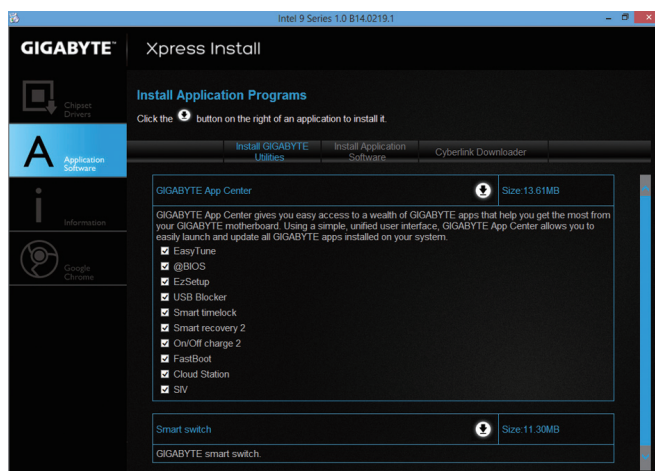 Intel 9 Series 1.0 B14.0219.1
GIGABYTE™
Xpress Install
Chipset
Drivers
Application
Software
Information
Google
Chrome
Install Application Programs
Click the button on the right of an application to install it.
Install GIGABYTE
Utilities
Install Application
Software
Cyberlink Downloader
GIGABYTE App Center
Size:13.61MB
GIGABYTE App Center gives you easy access to a wealth of GIGABYTE apps that help you get the most from
your GIGABYTE motherboard. Using a simple, unified user interface, GIGABYTE App Center allows you to
easily launch and update all GIGABYTE apps installed on your system.
EasyTune
@BIOS
EzSetup
USB Blocker
Smart timelock
Smart recovery 2
On/Off charge 2
FastBoot
Cloud Station
SIV
Smart switch
Size:11.30MB
GIGABYTE smart switch.